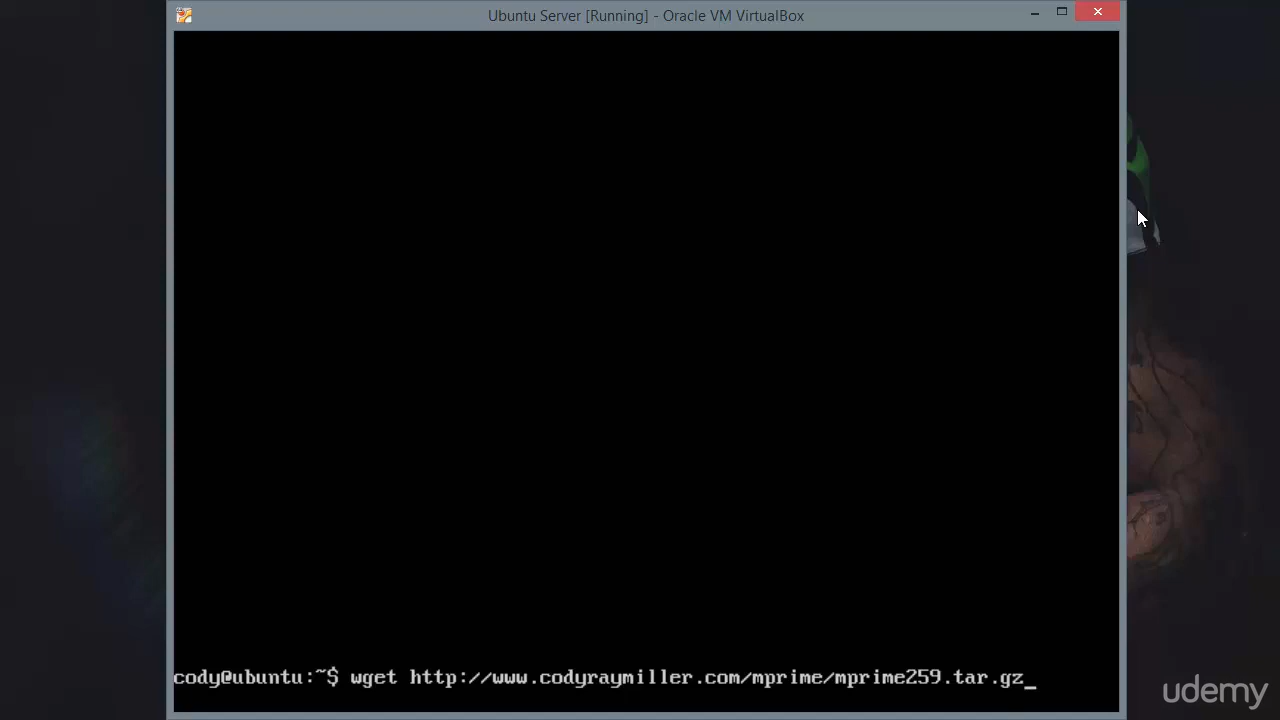 Ubuntu Server [Running] - Oracle VM VirtualBox
cody@ubuntu:~$ wget http://www.codyraymiller.com/mprime/mprime259.tar.gz_
udemy